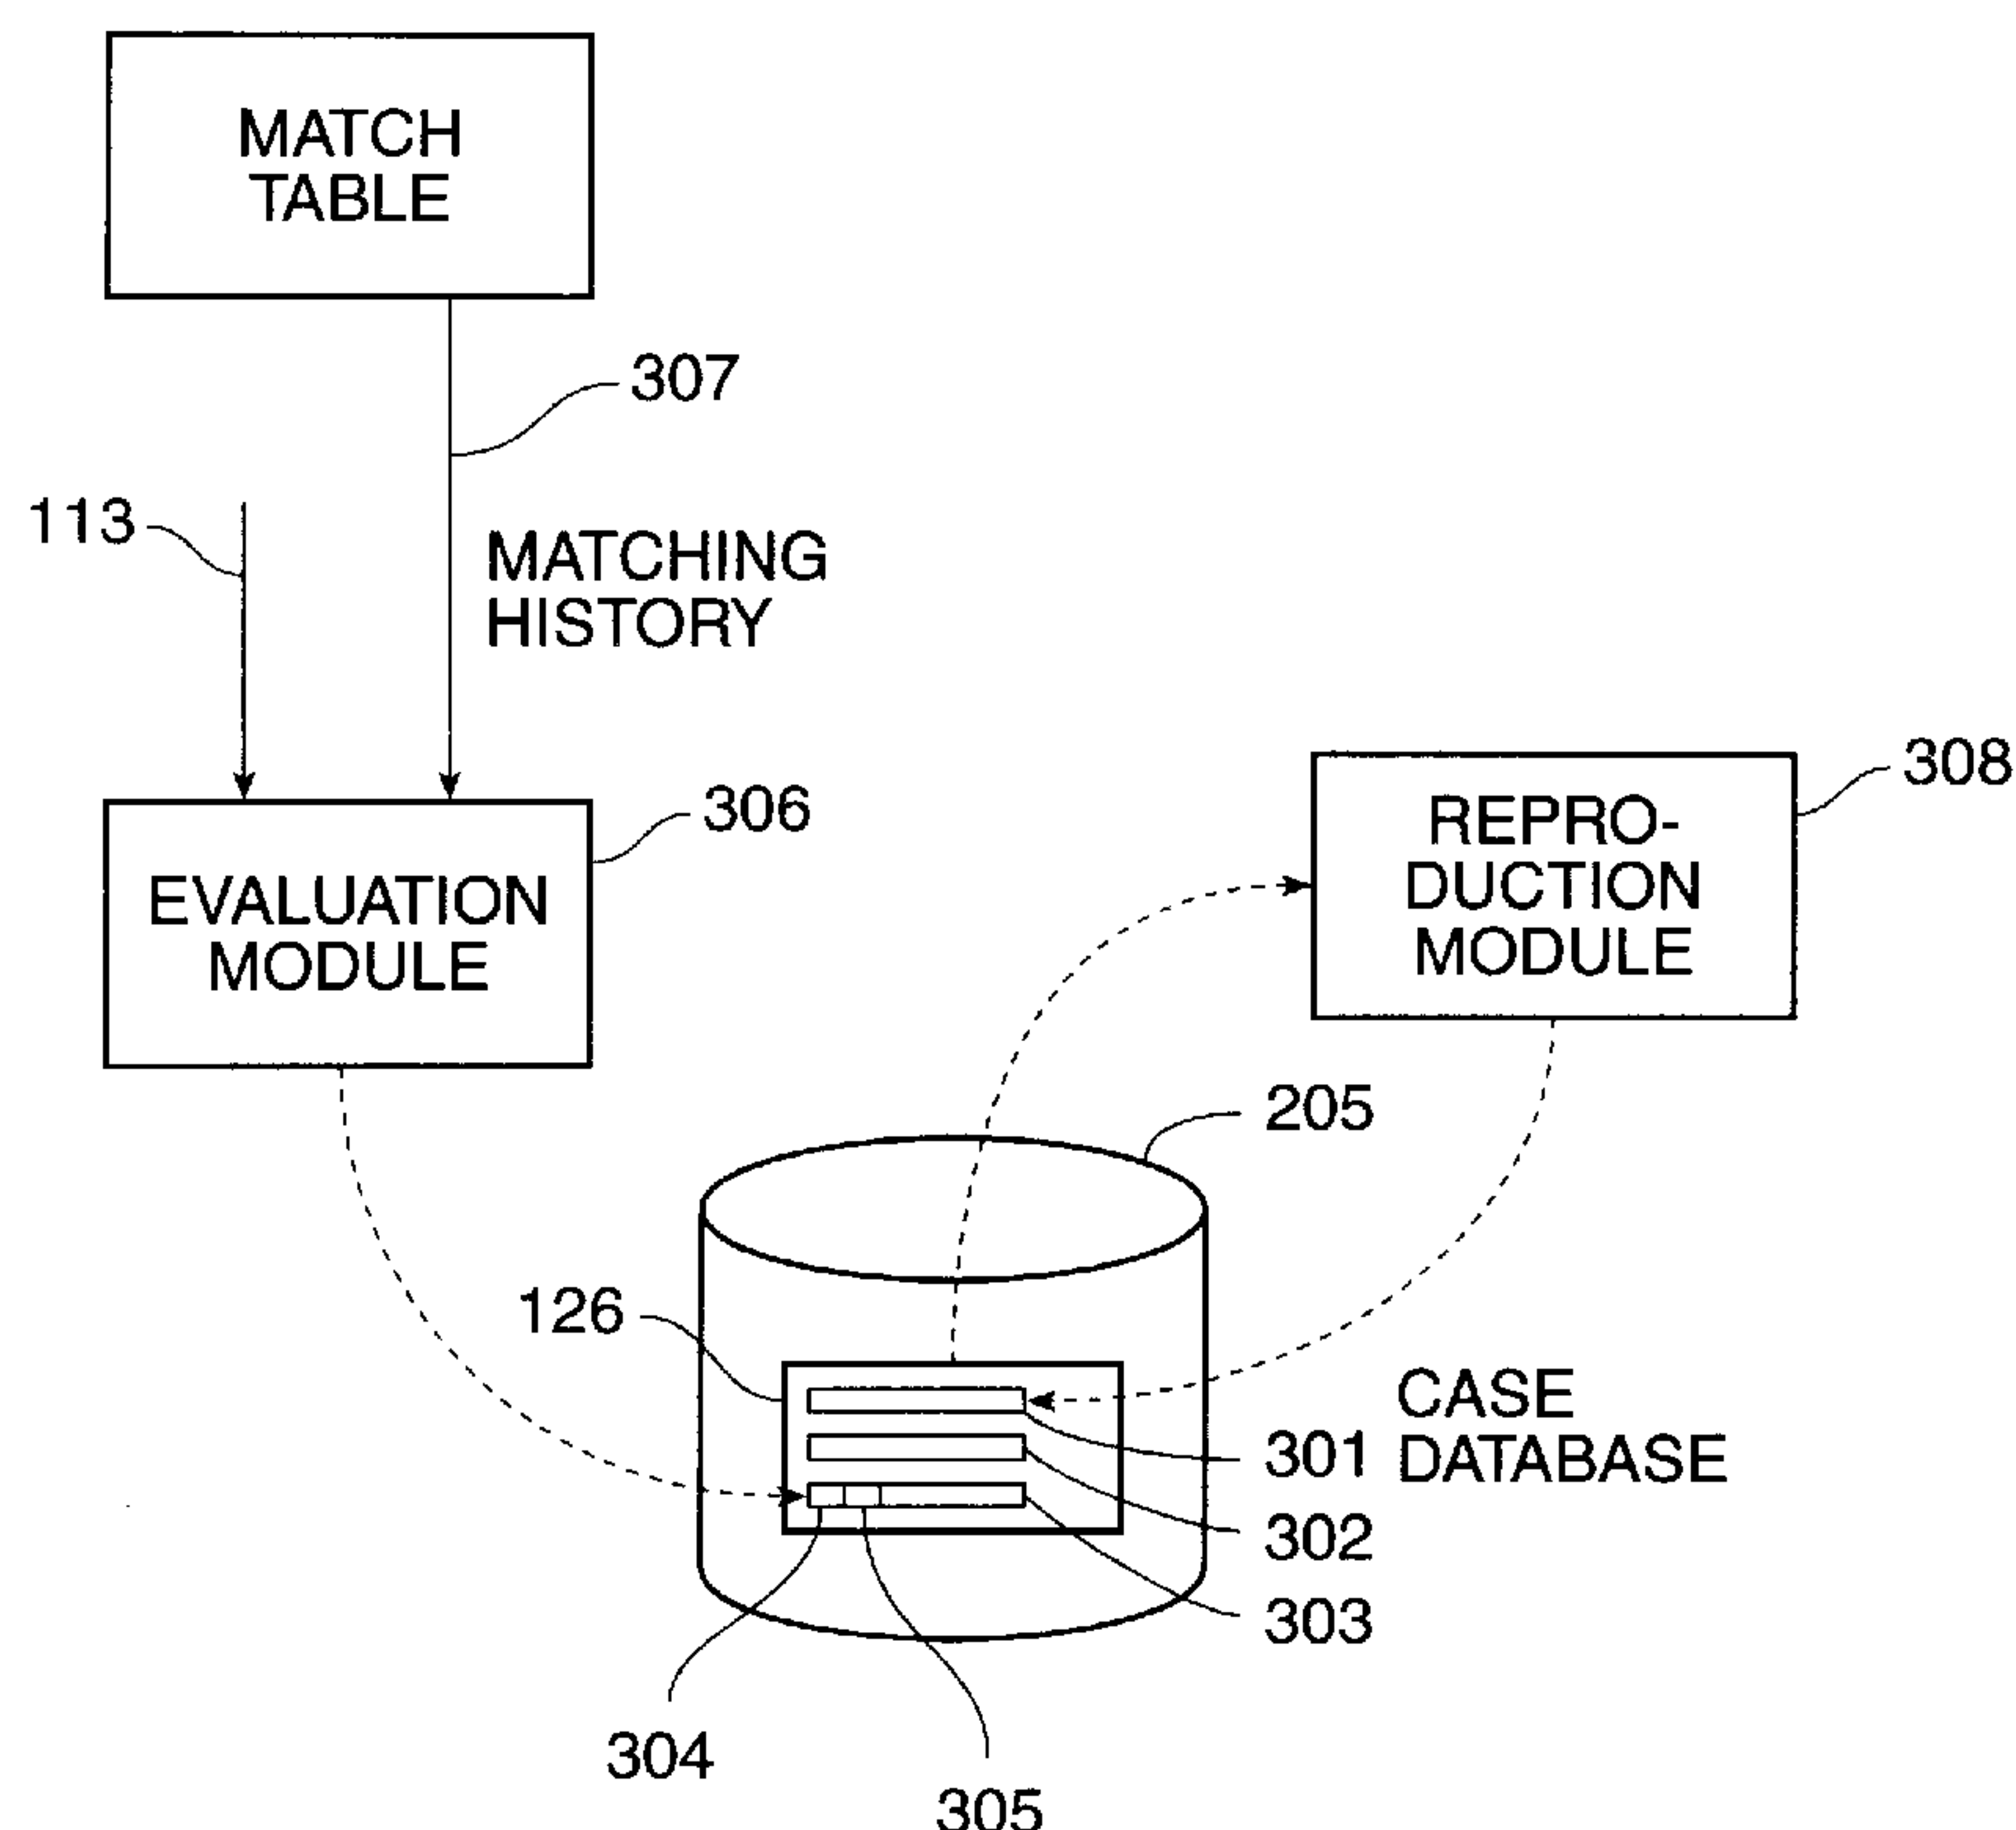 MATCH
TABLE
307
113
MATCHING
HISTORY
306
308
EVALUATION
MODULE
REPRO-
DUCTION
MODULE
205
126
CASE
DATABASE
301
302
303
304
305